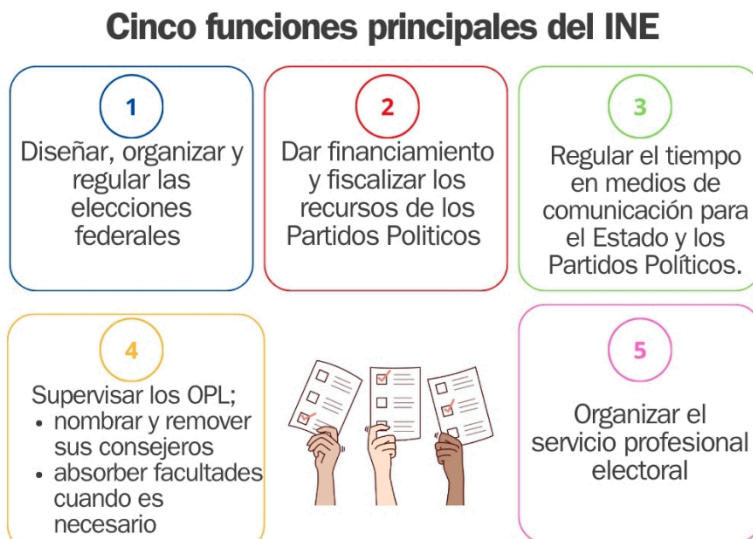 Cinco funciones principales del INE
1
Diseñar, organizar y
regular las
elecciones
federales
2
Dar financiamiento
y fiscalizar los
recursos de los
Partidos Politicos
3
Regular el tiempo
en medios de
comunicación para
el Estado y los
Partidos Políticos.
4
Supervisar los OPL;
• nombrar y remover
sus consejeros
• absorber facultades
cuando es
necesario
5
Organizar el
servicio profesional
electoral